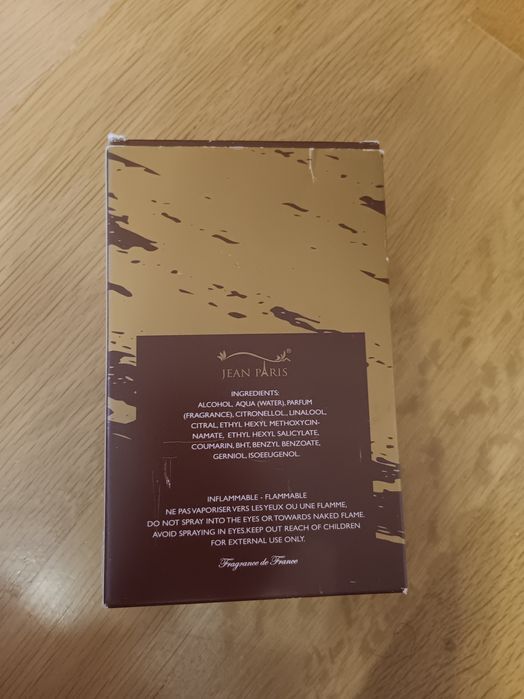 JEAN PARIS®
INGREDIENTS:
ALCOHOL, AQUA (WATER), PARFUM
(FRAGRANCE), CITRONELLOL, LINALOOL,
CITRAL, ETHYL HEXYL METHOXYCIN-
NAMATE, ETHYL HEXYL SALICYLATE,
COUMARIN, BHT, BENZYL BENZOATE,
GERNIOL, ISOEEUGENOL.
INFLAMMABLE - FLAMMABLE
NE PAS VAPORISER VERS LES YEUX OU UNE FLAMME,
DO NOT SPRAY INTO THE EYES OR TOWARDS NAKED FLAME.
AVOID SPRAYING IN EYES.KEEP OUT REACH OF CHILDREN
FOR EXTERNAL USE ONLY.
Fragrance de France